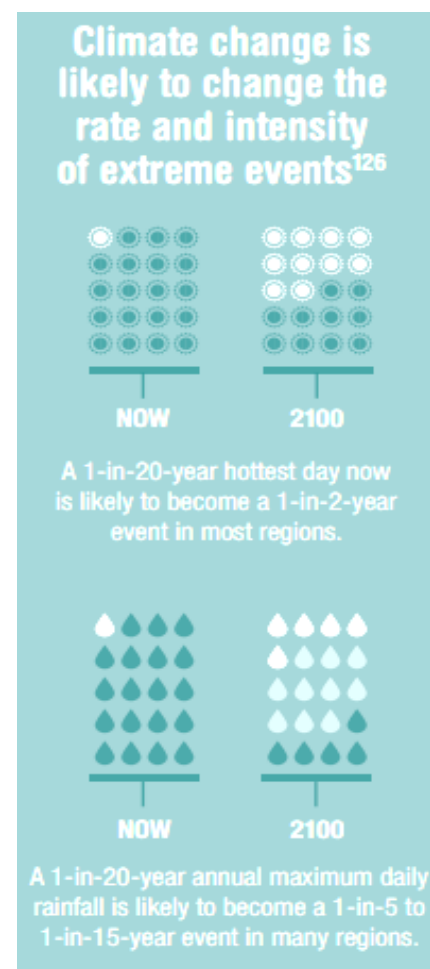 Climate change is
likely to change the
rate and intensity
of extreme events126
NOW 2100
A 1-in-20-year hottest day now
is likely to become a 1-in-2-year
event in most regions.
NOW 2100
A 1-in-20-year annual maximum daily
rainfall is likely to become a 1-in-5 to
1-in-15-year event in many regions.